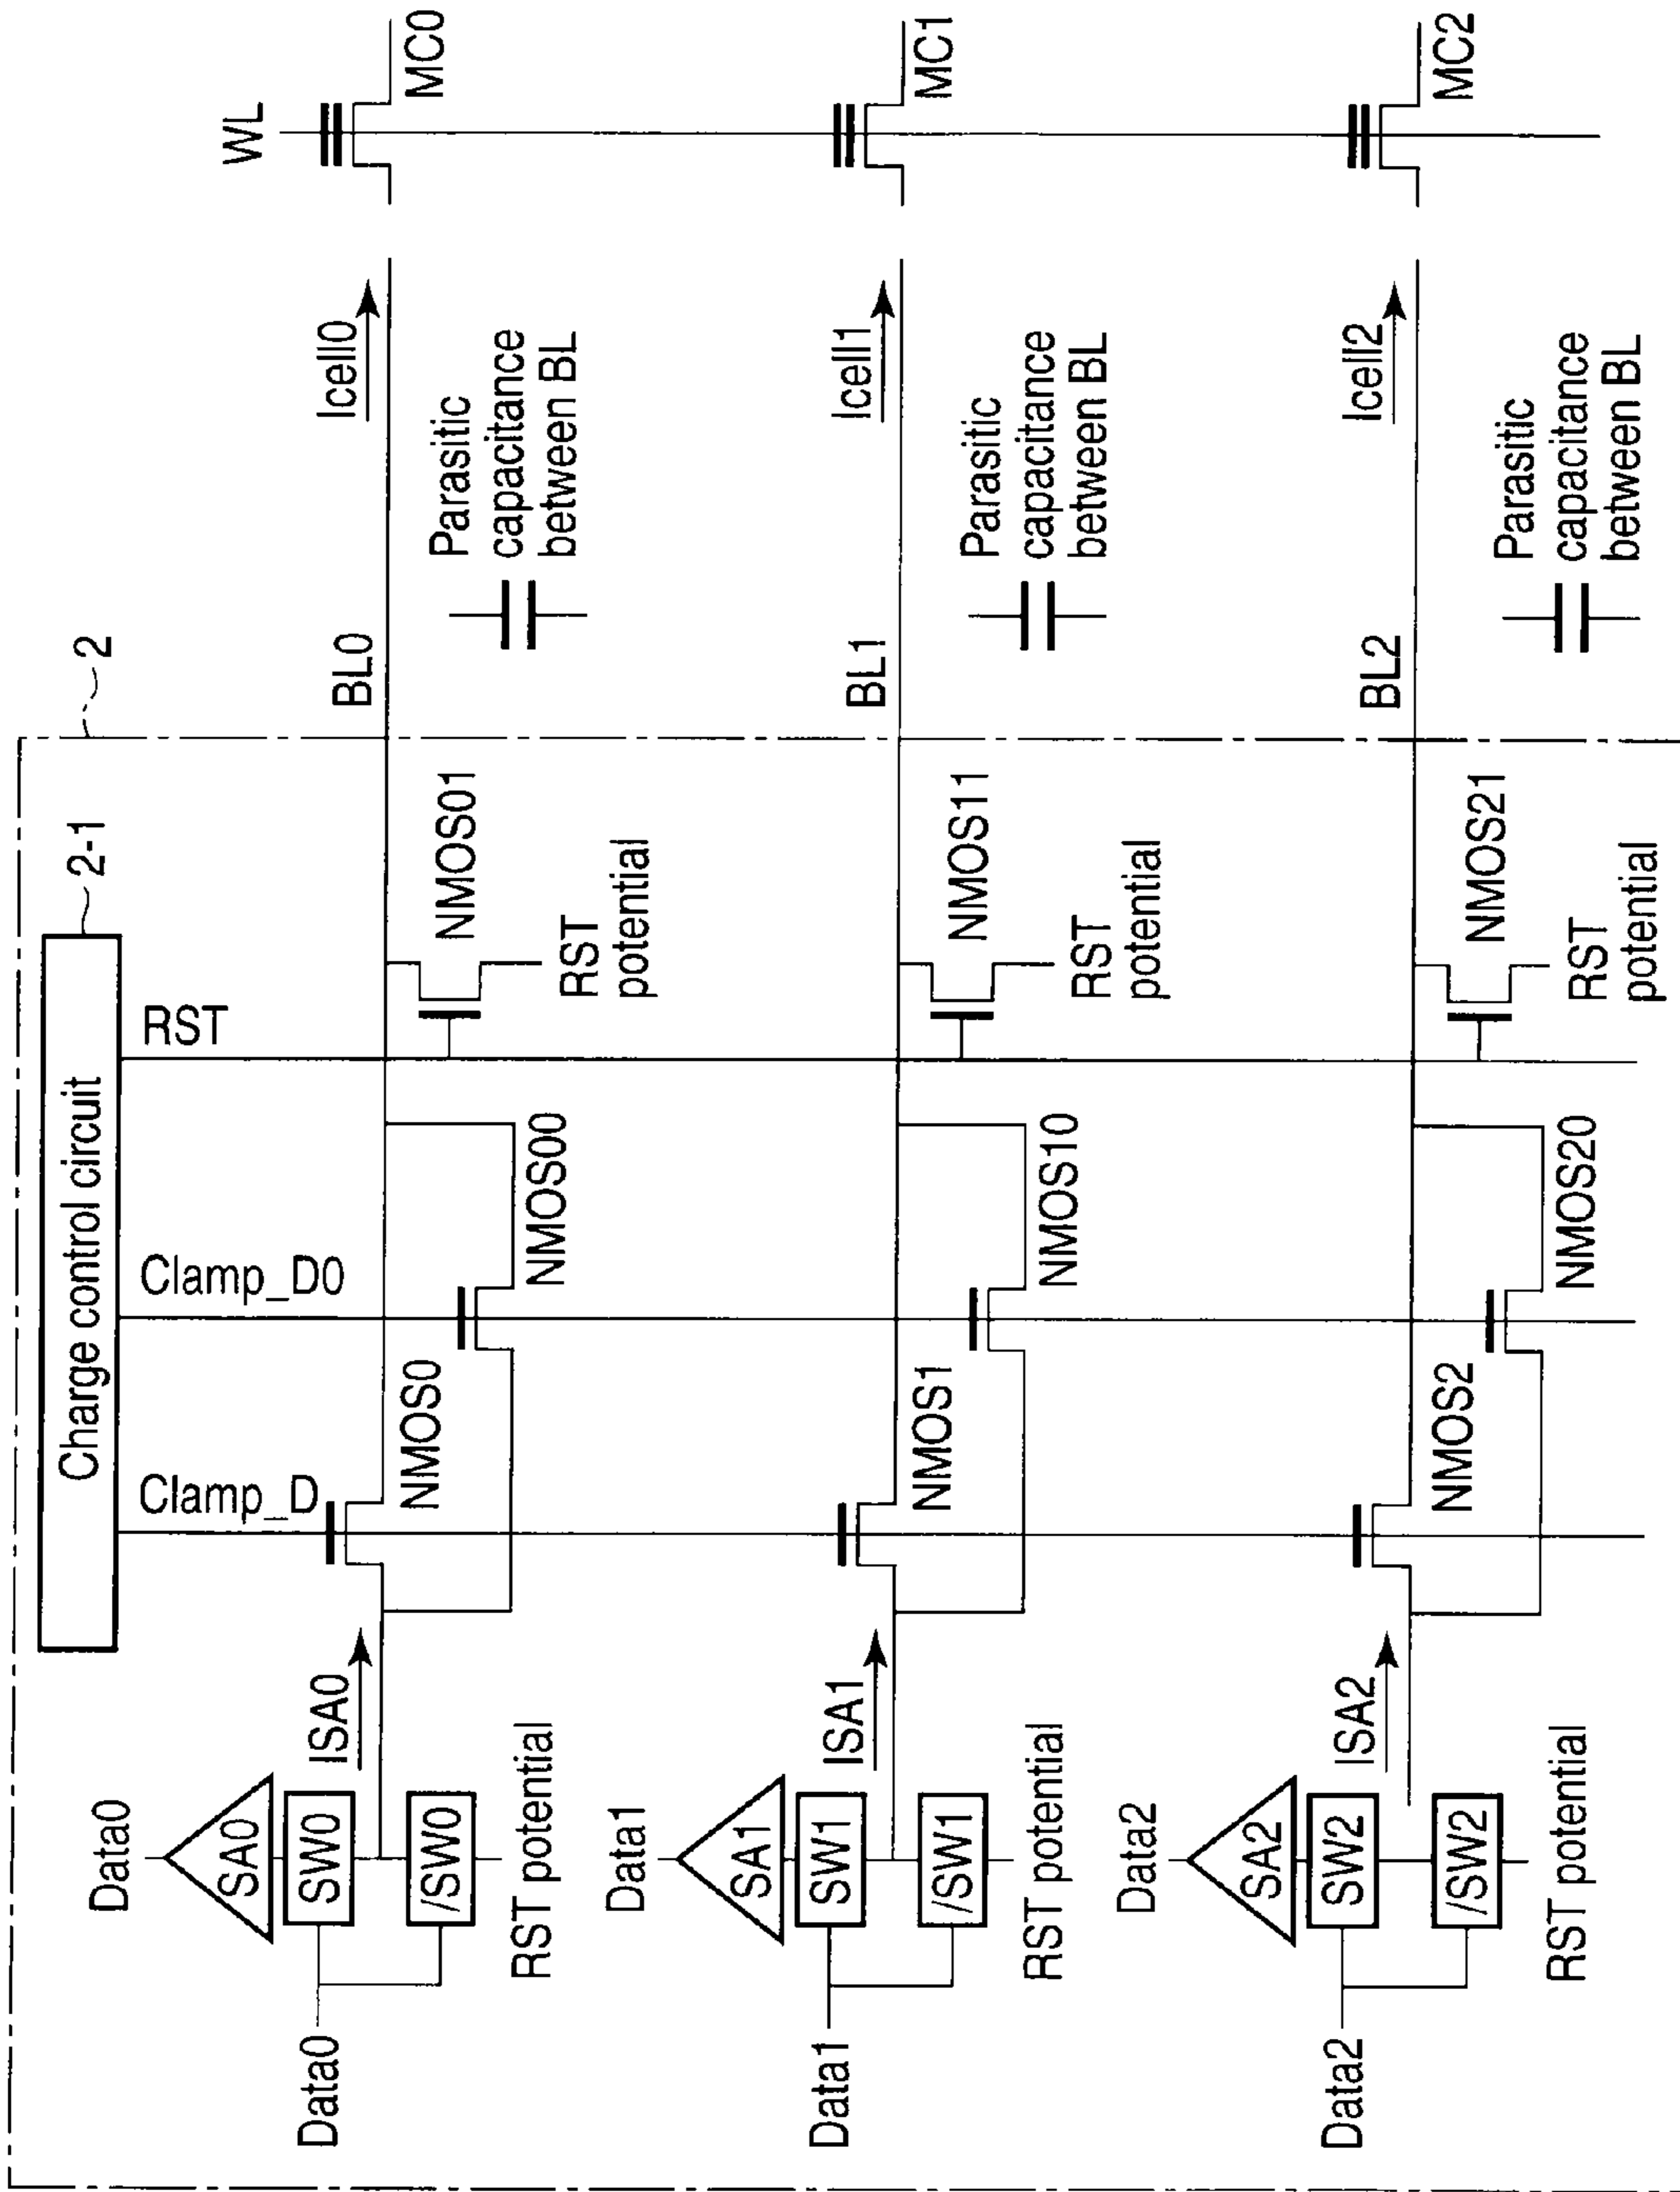 2
Charge control circuit
2-1
Clamp_D
Clamp_D0
RST
WL
Data0
SA0
SW0
/SW0
Data0
RST potential
ISA0
NMOS0
NMOS00
NMOS01
RST
potential
BL0
Parasitic
capacitance
between BL
Icell0
MC0
Data1
SA1
SW1
/SW1
Data1
RST potential
ISA1
NMOS1
NMOS10
NMOS11
RST
potential
BL1
Parasitic
capacitance
between BL
Icell1
MC1
Data2
SA2
SW2
/SW2
Data2
RST potential
ISA2
NMOS2
NMOS20
NMOS21
RST
potential
BL2
Parasitic
capacitance
between BL
Icell2
MC2